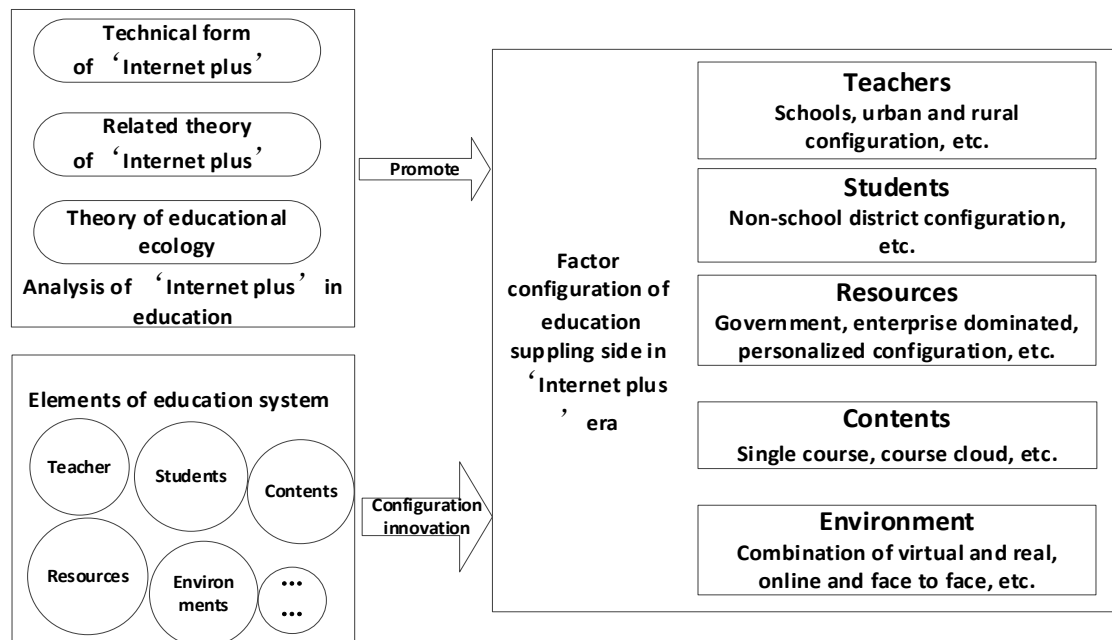 Technical form
of ‘Internet plus’
Related theory
of ‘Internet plus’
Theory of educational
ecology
Analysis of ‘Internet plus’ in
education
Promote
Elements of education system
Teacher
Students
Contents
Resources
Environ
ments
...
...
Configuration
innovation
Factor
configuration of
education
suppling side in
‘Internet plus
’ era
Teachers
Schools, urban and rural
configuration, etc.
Students
Non-school district configuration,
etc.
Resources
Government, enterprise dominated,
personalized configuration, etc.
Contents
Single course, course cloud, etc.
Environment
Combination of virtual and real,
online and face to face, etc.